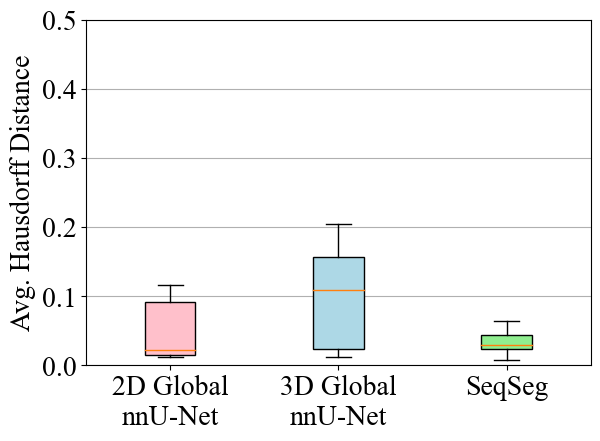 Avg. Hausdorff Distance
0.5
0.4
0.3
0.2
0.1
0.0
2D Global
nnU-Net
3D Global
nnU-Net
SeqSeg